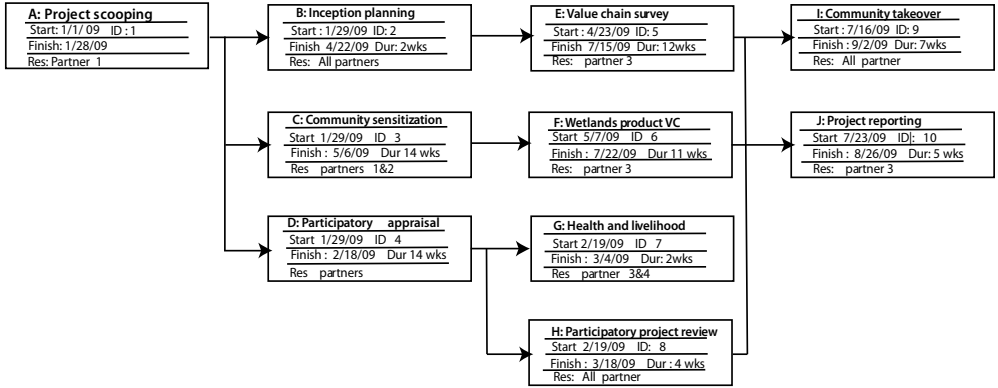 A: Project scooping
Start: 1/1/ 09 ID : 1
Finish: 1/28/09
Res: Partner 1
B: Inception planning
Start : 1/29/09 ID: 2
Finish 4/22/09 Dur: 2wks
Res: All partners
C: Community sensitization
Start 1/29/09 ID 3
Finish : 5/6/09 Dur 14 wks
Res partners 1&2
D: Participatory appraisal
Start 1/29/09 ID 4
Finish : 2/18/09 Dur 14 wks
Res partners
E: Value chain survey
Start : 4/23/09 ID: 5
Finish 7/15/09 Dur: 12wks
Res: partner 3
F: Wetlands product VC
Start 5/7/09 ID 6
Finish : 7/22/09 Dur 11 wks
Res: partner 3
G: Health and livelihood
Start 2/19/09 ID 7
Finish : 3/4/09 Dur: 2wks
Res partner 3&4
H: Participatory project review
Start 2/19/09 ID: 8
Finish : 3/18/09 Dur : 4 wks
Res: All partner
I: Community takeover
Start : 7/16/09 ID: 9
Finish : 9/2/09 Dur: 7wks
Res: All partner
J: Project reporting
Start 7/23/09 ID: 10
Finish : 8/26/09 Dur: 5 wks
Res: partner 3